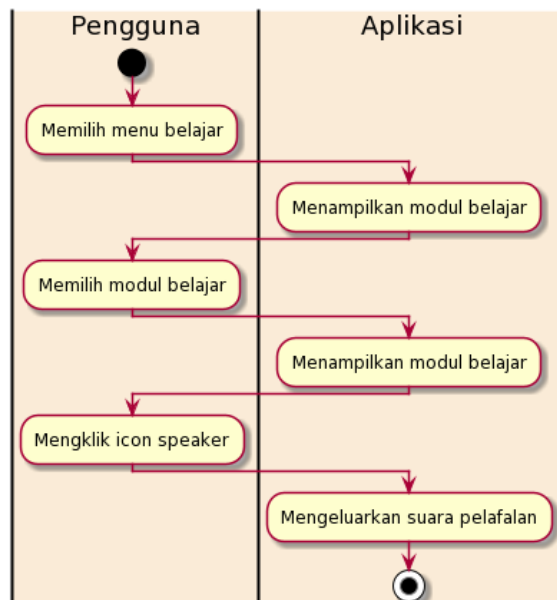 Pengguna
Aplikasi
Memilih menu belajar
Menampilkan modul belajar
Memilih modul belajar
Menampilkan modul belajar
Mengklik icon speaker
Mengeluarkan suara pelafalan